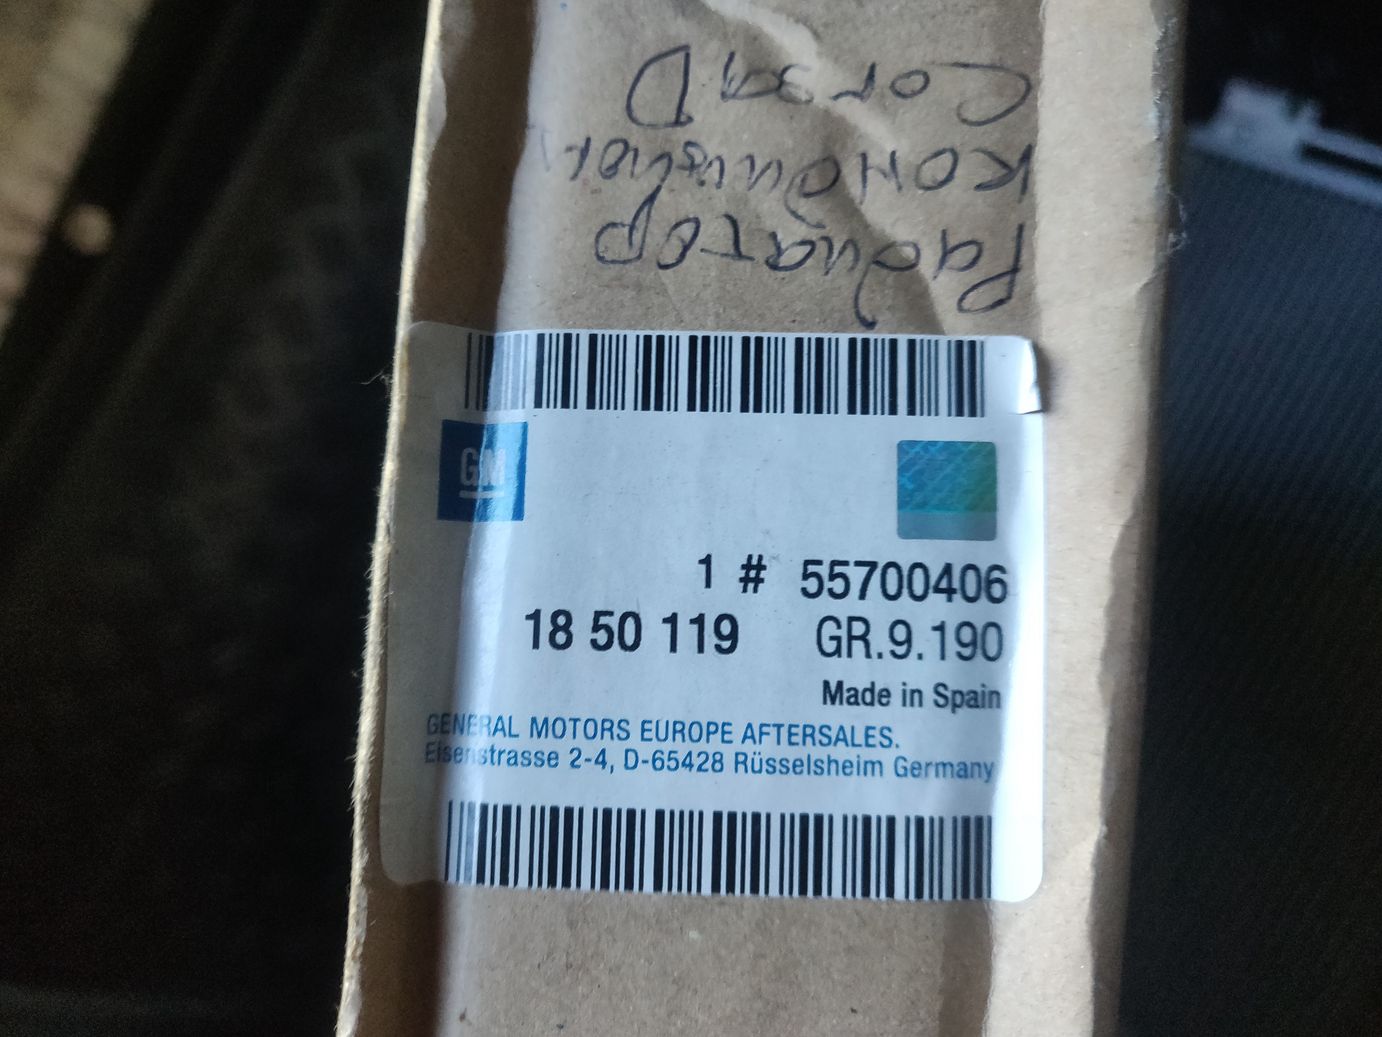 Радиатор
Corsa D
GM
1 # 55700406
18 50 119 GR.9.190
Made in Spain
GENERAL MOTORS EUROPE AFTERSALES.
Eisenstrasse 2-4, D-65428 Rüsselsheim Germany